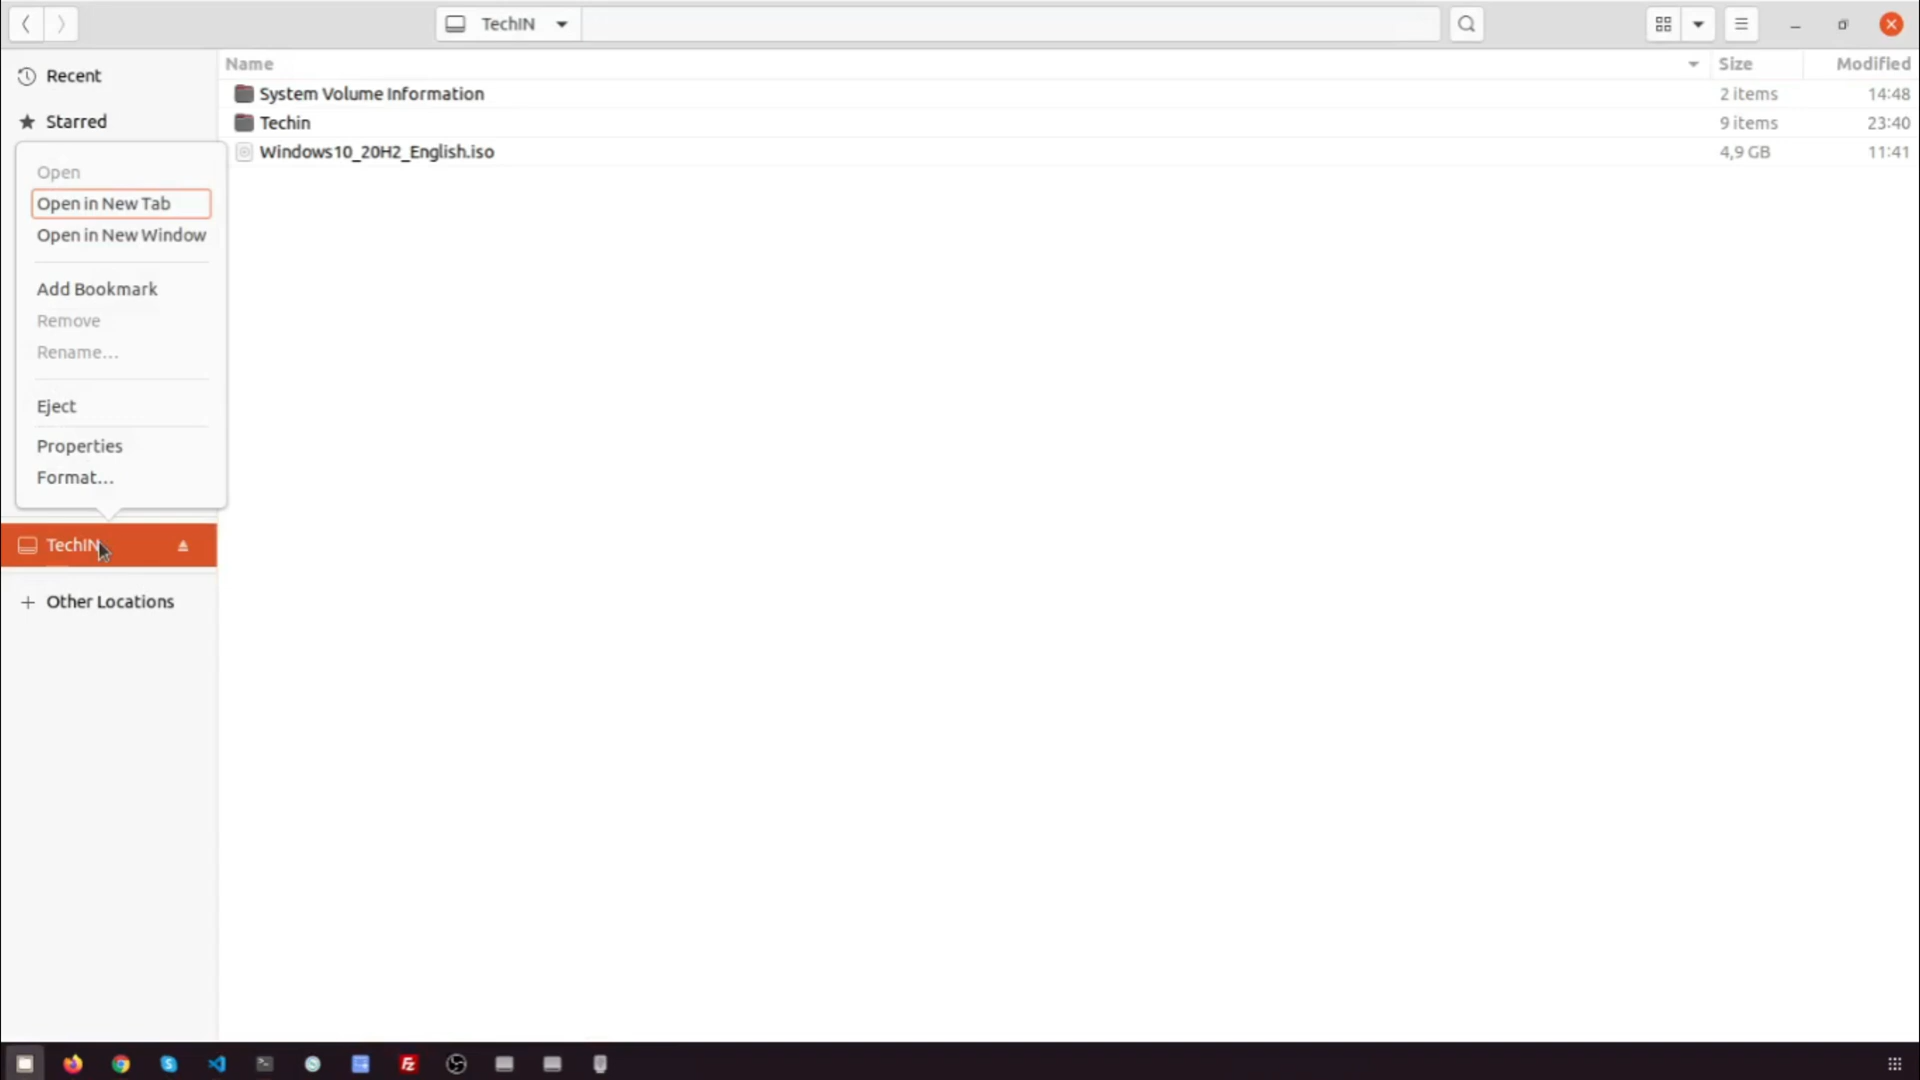 TechIN
Name Size Modified
Recent
System Volume Information 2 items 14:48
Starred
Techin 9 items 23:40
Windows10_20H2_English.iso 4,9 GB 11:41
Open
Open in New Tab
Open in New Window
Add Bookmark
Remove
Rename...
Eject
Properties
Format...
TechIN
Other Locations